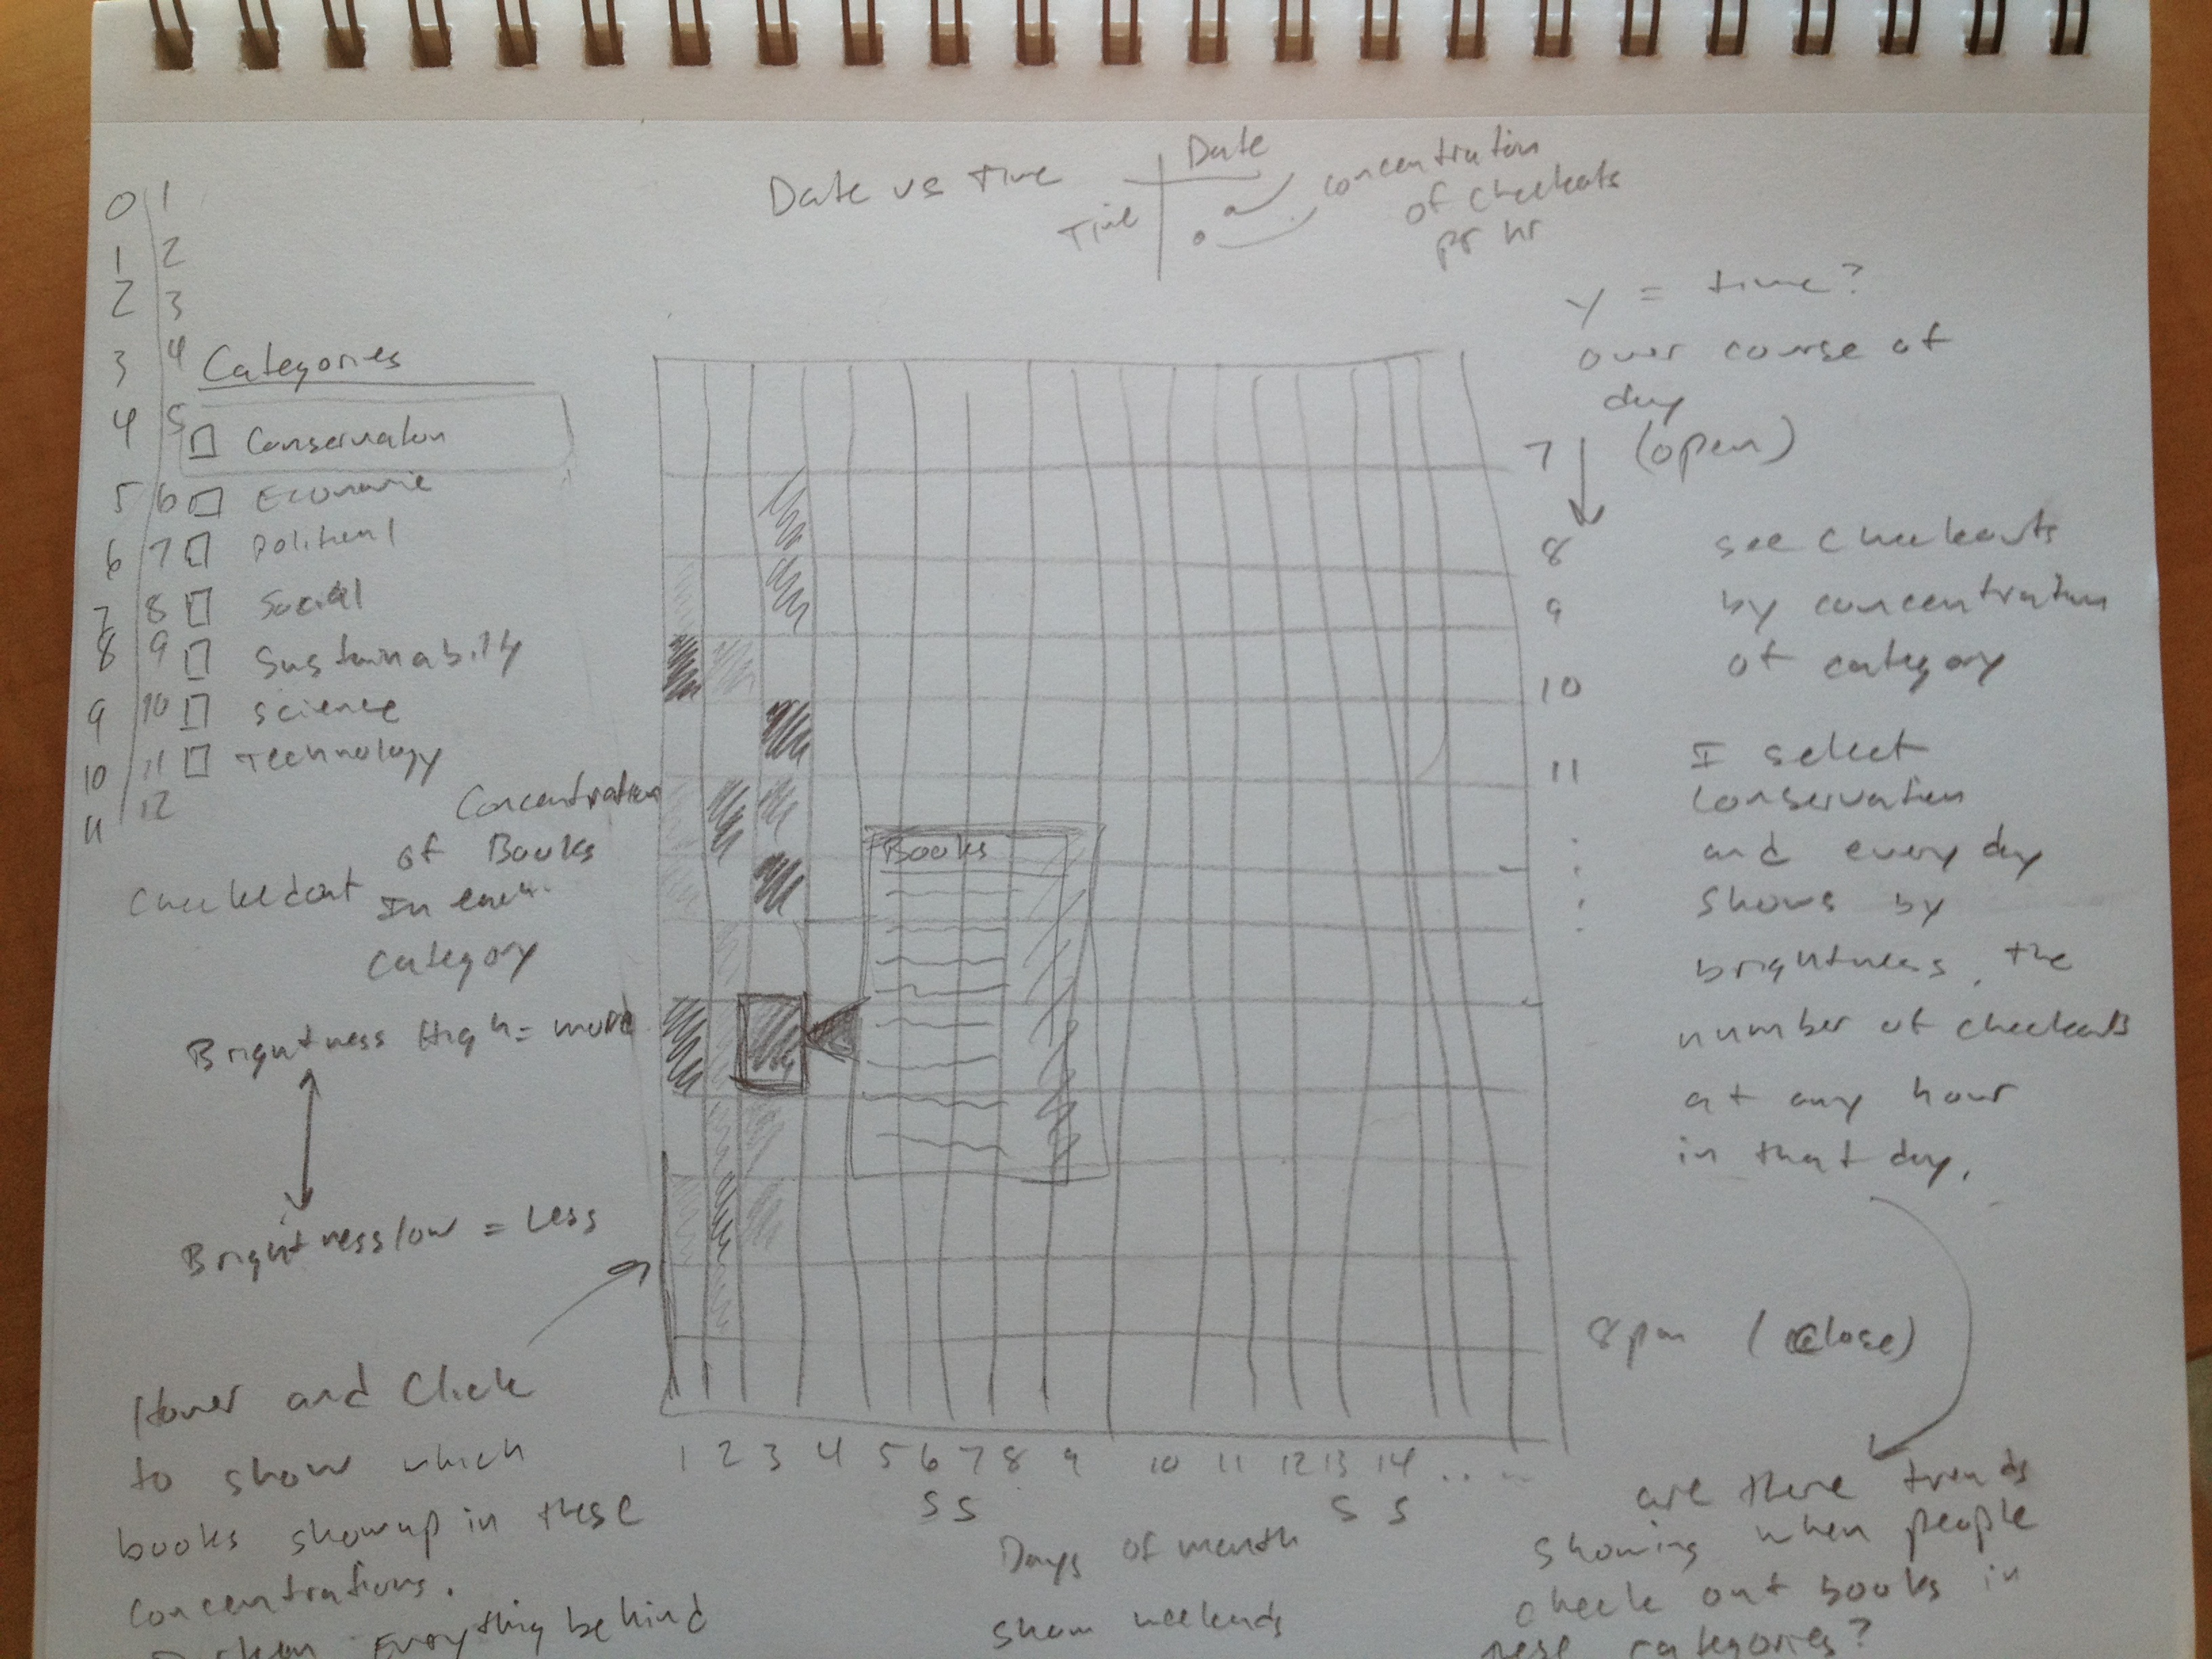 Date vs Time
Date
Time
concentration
of checkouts
pr hr
0 1
1 2
2 3
3 4
4 5
5 6
6 7
7 8
8 9
9 10
10 11
11 12
Categories
Conservation
Economic
Political
Social
Sustainability
Science
Technology
Concentration
of Books
Checkedout In each
category
Brightness High = more
Brightness low = Less
Hover and Click
to show which
books show up in these
concentrations.
Everything behind
Books
1 2 3 4 5 6 7 8 9 10 11 12 13 14 . . . .
S S S S
Days of month
show weekends
y = time?
over course of
day
7 (open)
8
9
10
11
8pm (close)
see checkouts
by concentration
of category
I select
conservation
and every day
shows by
brightness, the
number of checkouts
at any hour
in that day.
are there trends
showing when people
check out books in
these categories?